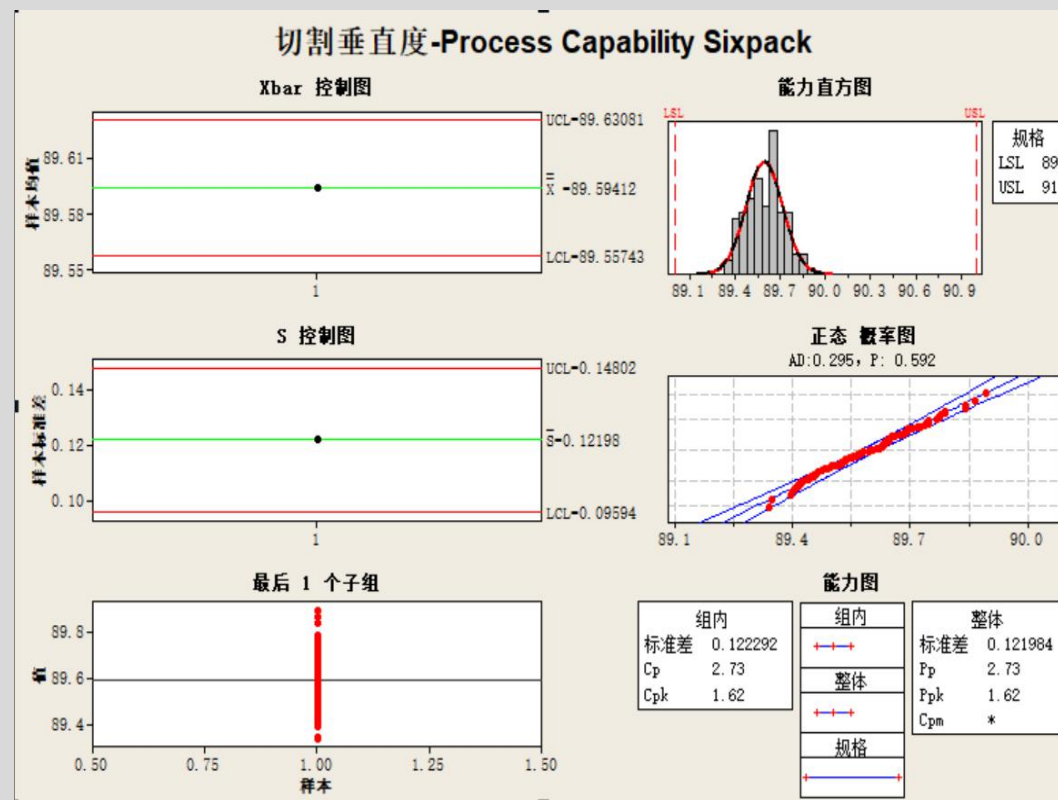 切割垂直度-Process Capability Sixpack
Xbar 控制图
样本均值
89.61
89.58
89.55
UCL=89.63081
X=89.59412
LCL=89.55743
1
能力直方图
LSL
USL
89.1 89.4 89.7 90.0 90.3 90.6 90.9
规格
LSL 89
USL 91
S 控制图
样本标准差
0.14
0.12
0.10
UCL=0.14802
S=0.12198
LCL=0.09594
1
正态 概率图
AD:0.295, P: 0.592
89.1 89.4 89.7 90.0
最后 1 个子组
值
89.8
89.6
89.4
0.50 0.75 1.00 1.25 1.50
样本
能力图
组内
标准差 0.122292
Cp 2.73
Cpk 1.62
组内
整体
规格
整体
标准差 0.121984
Pp 2.73
Ppk 1.62
Cpm *